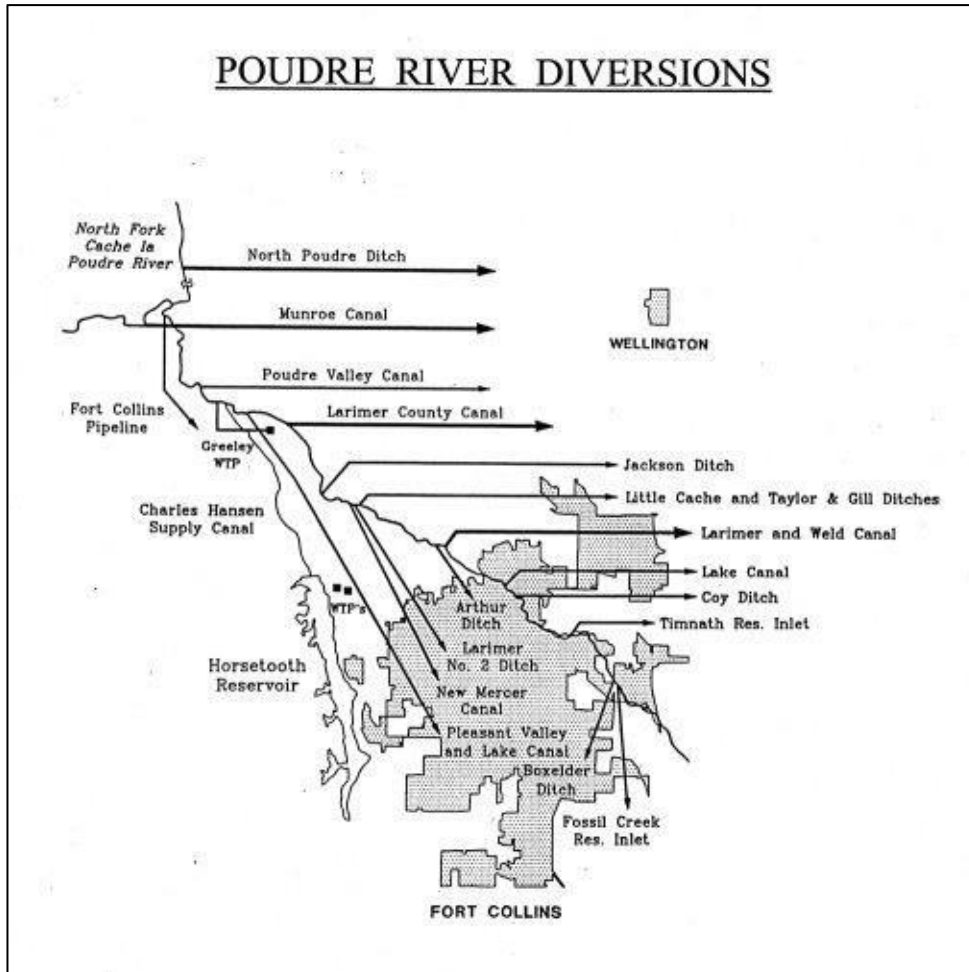 POUDRE RIVER DIVERSIONS
North Fork
Cache la
Poudre River
North Poudre Ditch
Munroe Canal
WELLINGTON
Poudre Valley Canal
Fort Collins
Pipeline
Larimer County Canal
Greeley
WTP
Jackson Ditch
Little Cache and Taylor & Gill Ditches
Charles Hansen
Supply Canal
Larimer and Weld Canal
Lake Canal
WTP's
Arthur
Ditch
Coy Ditch
Timnath Res. Inlet
Larimer
No. 2 Ditch
Horsetooth
Reservoir
New Mercer
Canal
Pleasant Valley
and Lake Canal
Boxelder
Ditch
Fossil Creek
Res. Inlet
FORT COLLINS